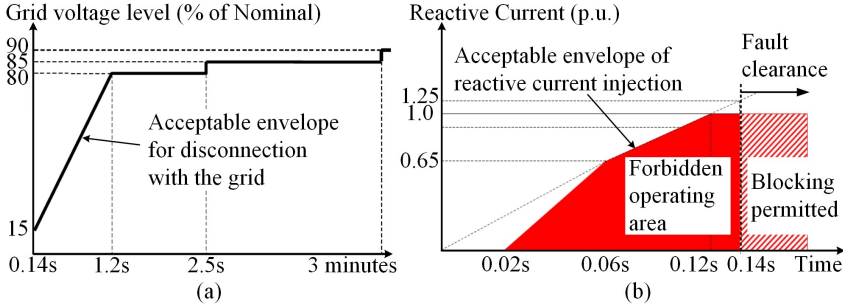 Grid voltage level (% of Nominal)
90
85
80
15
Acceptable envelope
for disconnection
with the grid
0.14s
1.2s
2.5s
3 minutes
(a)
Reactive Current (p.u.)
Acceptable envelope of
reactive current injection
Fault
clearance
1.25
1.0
0.65
Forbidden
operating
area
Blocking
permitted
0.02s
0.06s
0.12s
0.14s
Time
(b)